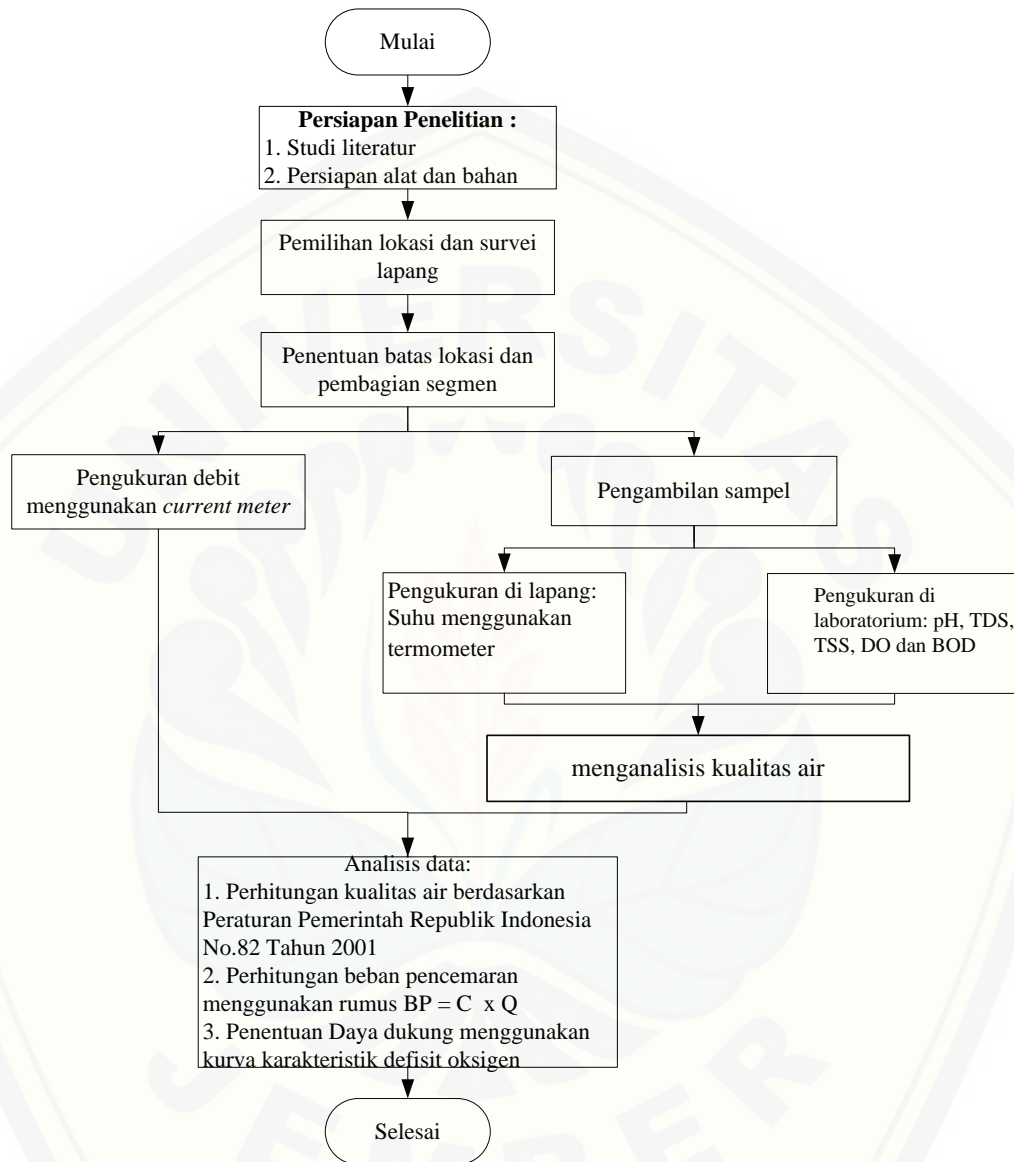 Mulai
Persiapan Penelitian :
1. Studi literatur
2. Persiapan alat dan bahan
Pemilihan lokasi dan survei
lapang
Penentuan batas lokasi dan
pembagian segmen
Pengukuran debit
menggunakan current meter
Pengambilan sampel
Pengukuran di lapang:
Suhu menggunakan
termometer
Pengukuran di
laboratorium: pH, TDS,
TSS, DO dan BOD
menganalisis kualitas air
Analisis data:
1. Perhitungan kualitas air berdasarkan
Peraturan Pemerintah Republik Indonesia
No.82 Tahun 2001
2. Perhitungan beban pencemaran
menggunakan rumus BP = C x Q
3. Penentuan Daya dukung menggunakan
kurva karakteristik defisit oksigen
Selesai
UNIVERSITAS
JEMBER